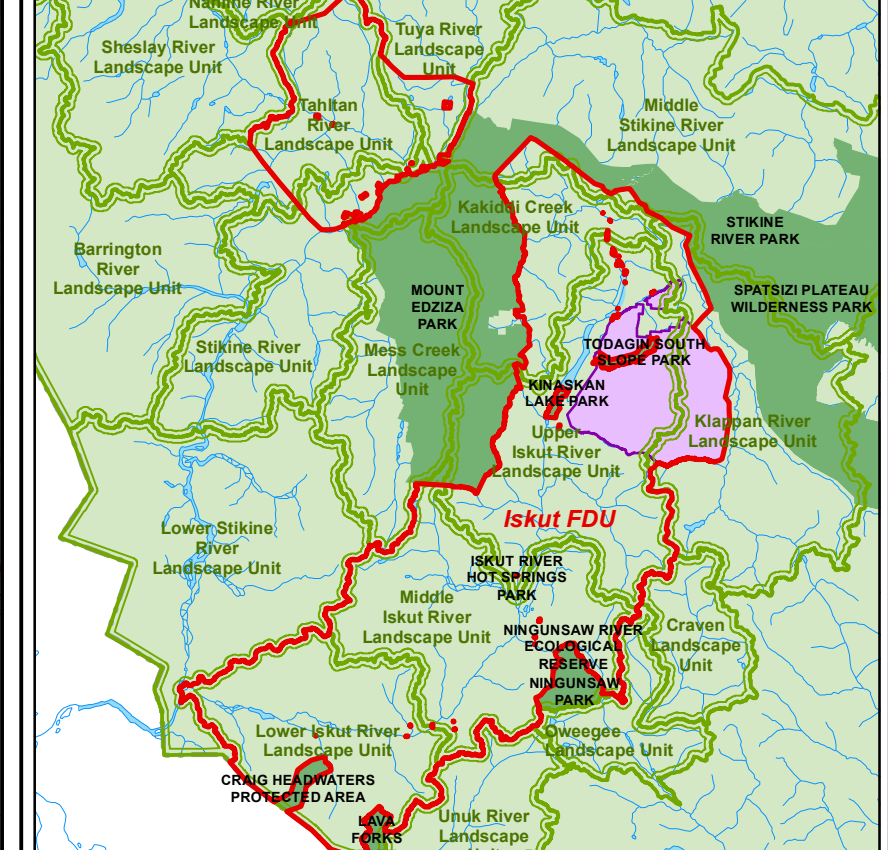 Nahlin River
Landscape Unit
Tuya River
Landscape
Unit
Sheslay River
Landscape Unit
Tahltan
River
Landscape Unit
Middle
Stikine River
Landscape Unit
Kakiddi Creek
Landscape Unit
STIKINE
RIVER PARK
Barrington
River
Landscape Unit
MOUNT
EDZIZA
PARK
SPATSIZI PLATEAU
WILDERNESS PARK
Stikine River
Landscape Unit
Mess Creek
Landscape
Unit
TODAGIN SOUTH
SLOPE PARK
KINASKAN
LAKE PARK
Klappan River
Landscape Unit
Upper
Iskut River
Landscape Unit
Iskut FDU
Lower Stikine
River
Landscape Unit
ISKUT RIVER
HOT SPRINGS
PARK
Middle
Iskut River
Landscape Unit
NINGUNSAW RIVER
ECOLOGICAL
RESERVE
NINGUNSAW
PARK
Craven
Landscape
Unit
Lower Iskut River
Landscape Unit
Oweegee
Landscape Unit
CRAIG HEADWATERS
PROTECTED AREA
LAVA
FORKS
Unuk River
Landscape